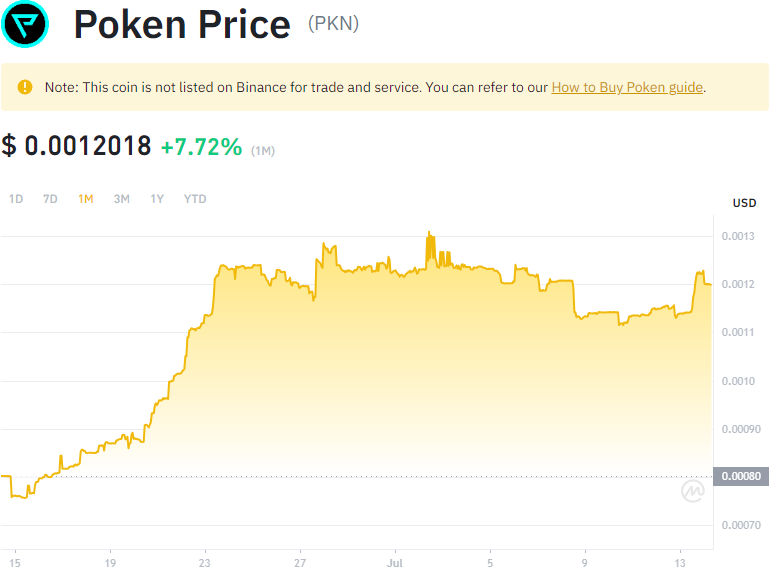 Poken Price (PKN)
Note: This coin is not listed on Binance for trade and service. You can refer to our How to Buy Poken guide.
$ 0.0012018 +7.72% (1M)
1D 7D 1M 3M 1Y YTD
USD
0.0013
0.0012
0.0011
0.0010
0.00090
0.00080
0.00070
15 19 23 27 Jul 5 9 13